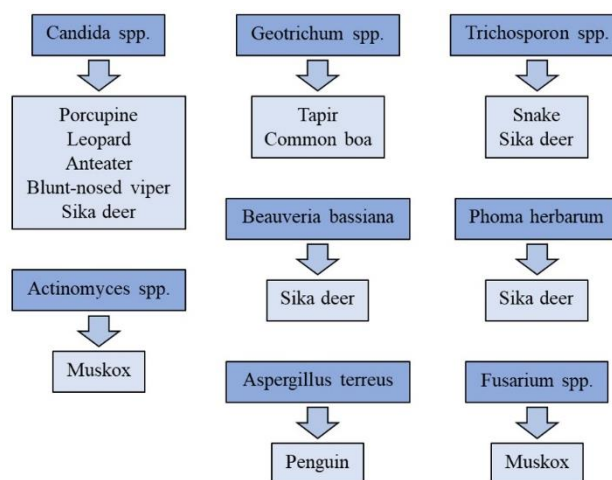 Candida spp.
Porcupine
Leopard
Anteater
Blunt-nosed viper
Sika deer
Actinomyces spp.
Muskox
Geotrichum spp.
Tapir
Common boa
Beauveria bassiana
Sika deer
Aspergillus terreus
Penguin
Trichosporon spp.
Snake
Sika deer
Phoma herbarum
Sika deer
Fusarium spp.
Muskox